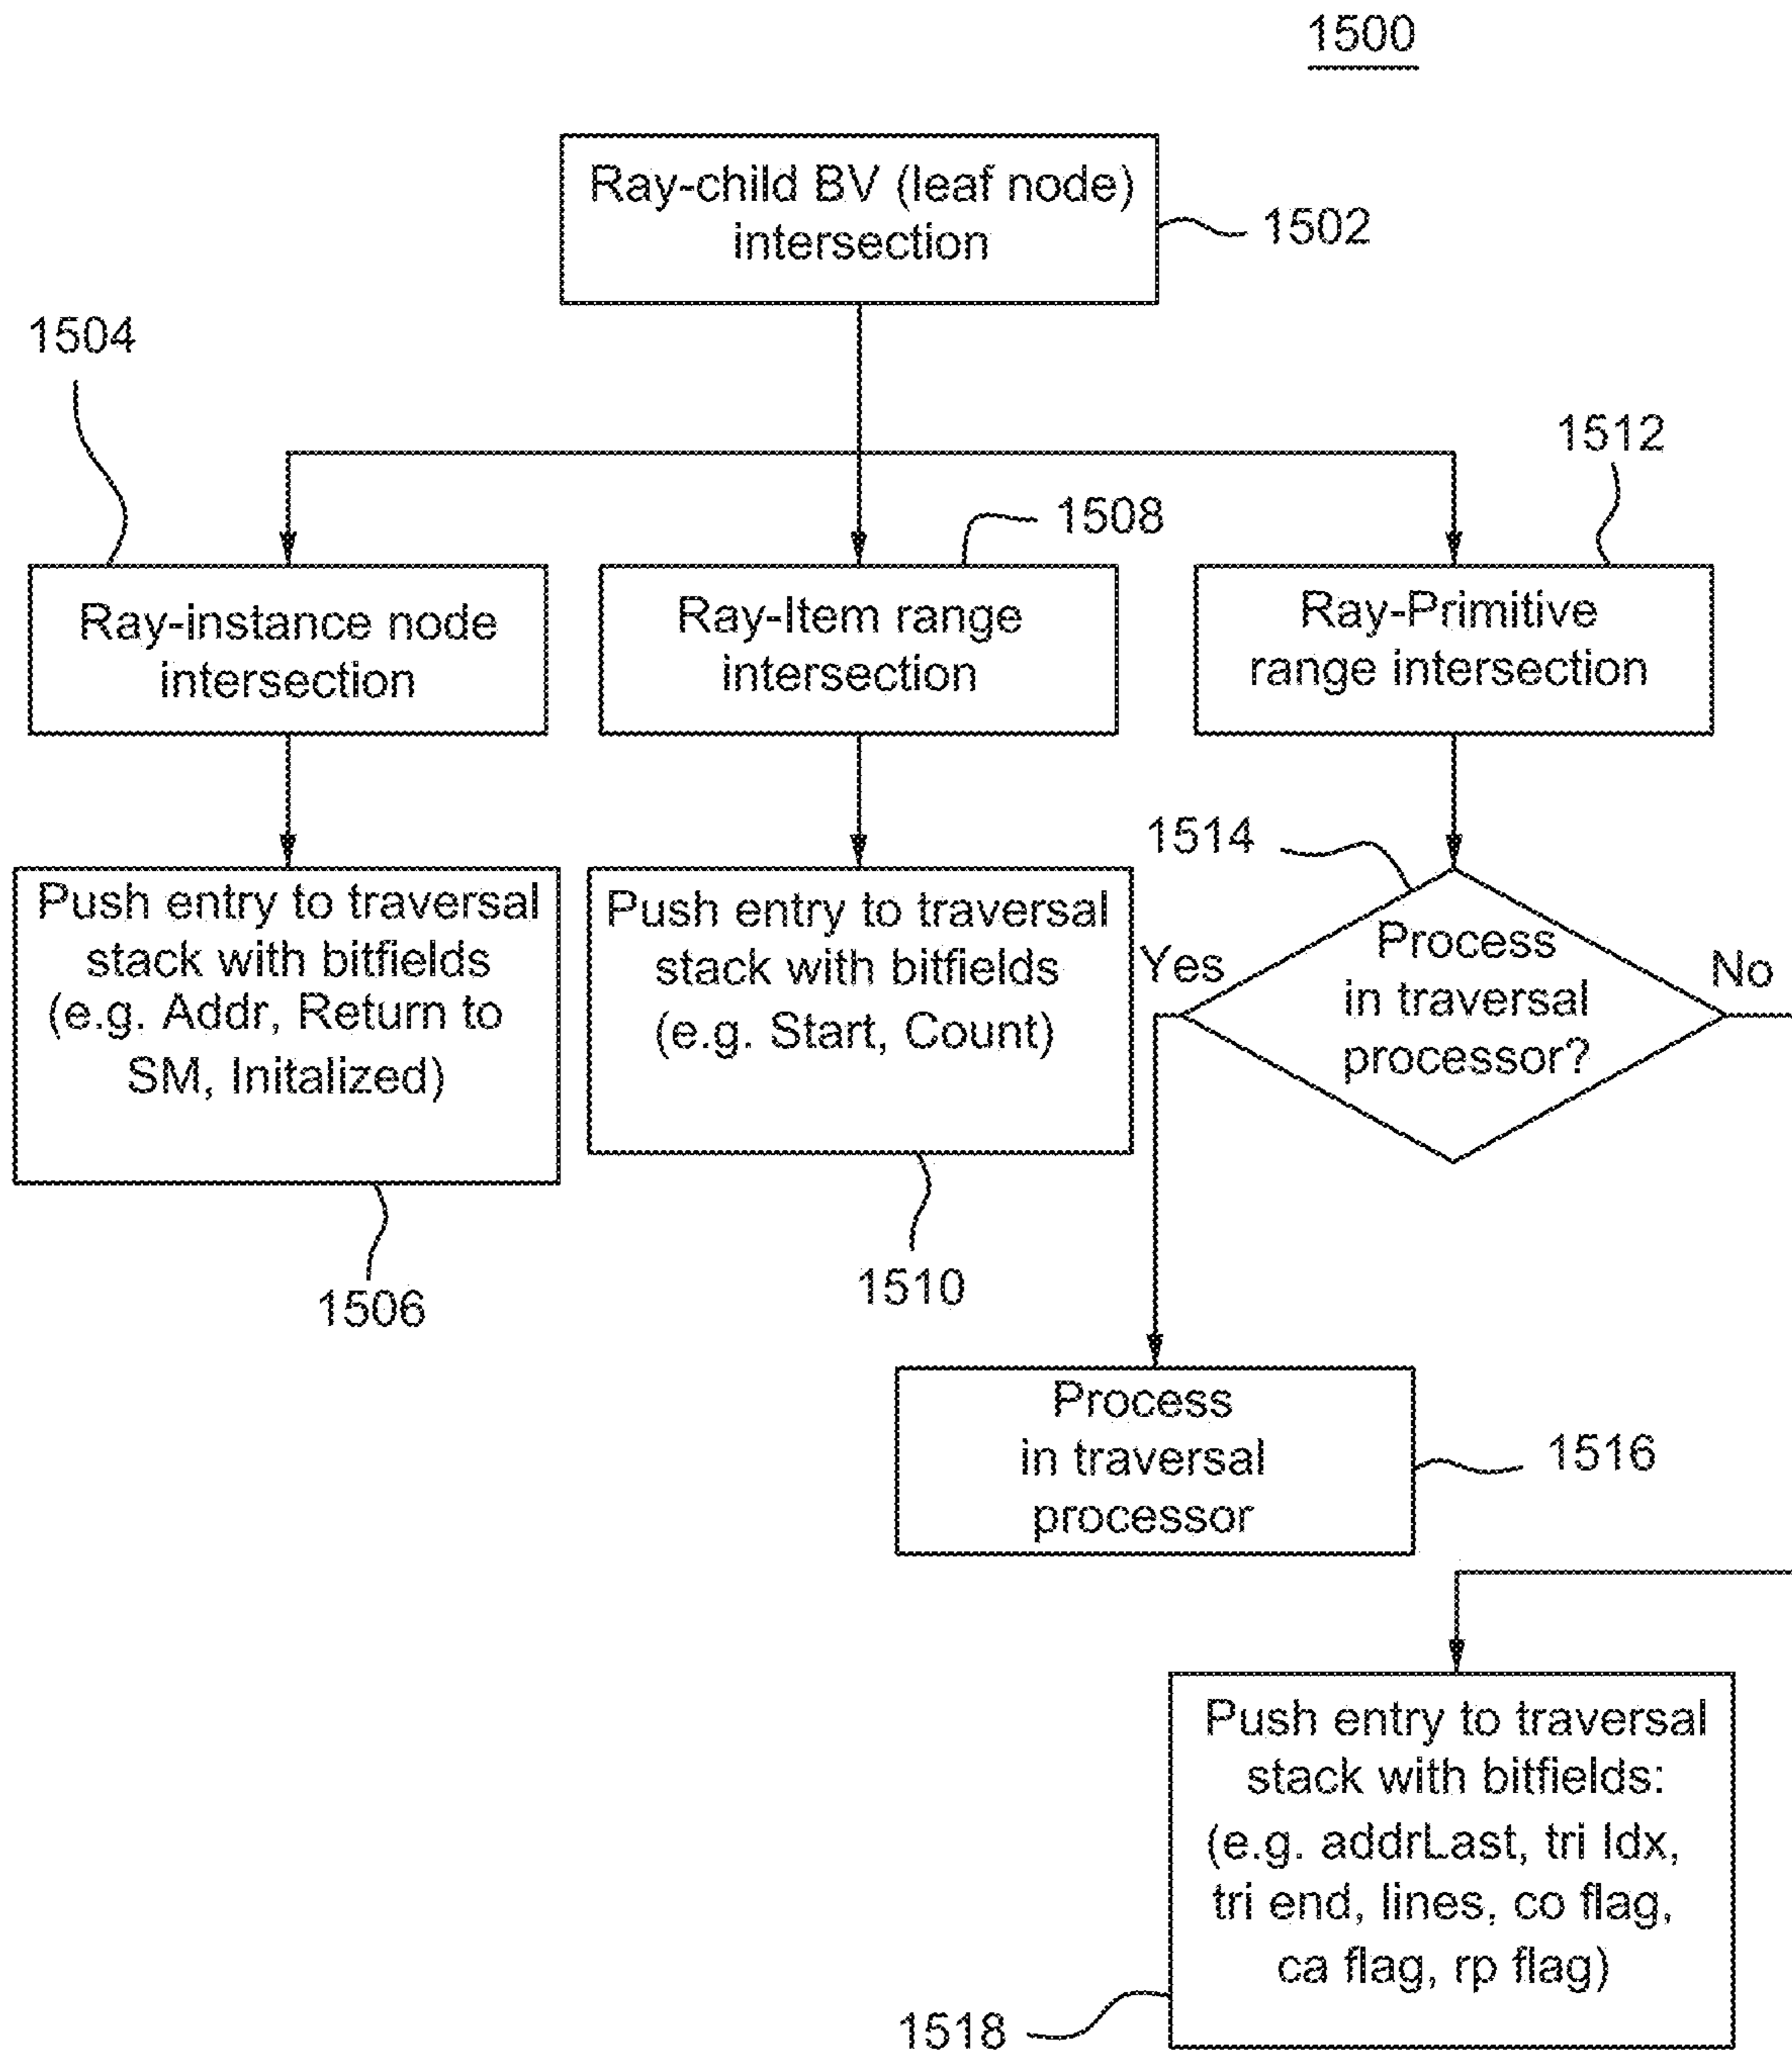 1500
Ray-child BV (leaf node)
intersection
1502
1504
1512
1508
Ray-instance node
intersection
Ray-Item range
intersection
Ray-Primitive
range intersection
1514
Push entry to traversal
stack with bitfields
(e.g. Addr, Return to
SM, Initalized)
Push entry to traversal
stack with bitfields
(e.g. Start, Count)
Yes
Process
in traversal
processor?
No
1506
1510
Process
in traversal
processor
1516
Push entry to traversal
stack with bitfields:
(e.g. addrLast, tri Idx,
tri end, lines, co flag,
ca flag, rp flag)
1518